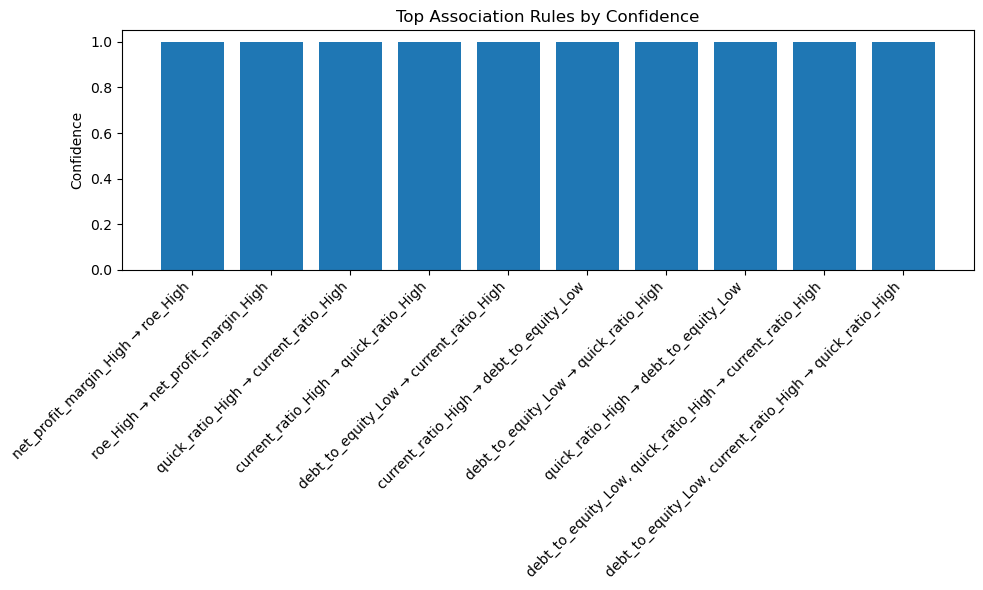 Top Association Rules by Confidence
Confidence
1.0
0.8
0.6
0.4
0.2
0.0
net_profit_margin_High → roe_High
roe_High → net_profit_margin_High
quick_ratio_High → current_ratio_High
current_ratio_High → quick_ratio_High
debt_to_equity_Low → current_ratio_High
current_ratio_High → debt_to_equity_Low
debt_to_equity_Low → quick_ratio_High
quick_ratio_High → debt_to_equity_Low
debt_to_equity_Low, quick_ratio_High → current_ratio_High
debt_to_equity_Low, current_ratio_High → quick_ratio_High